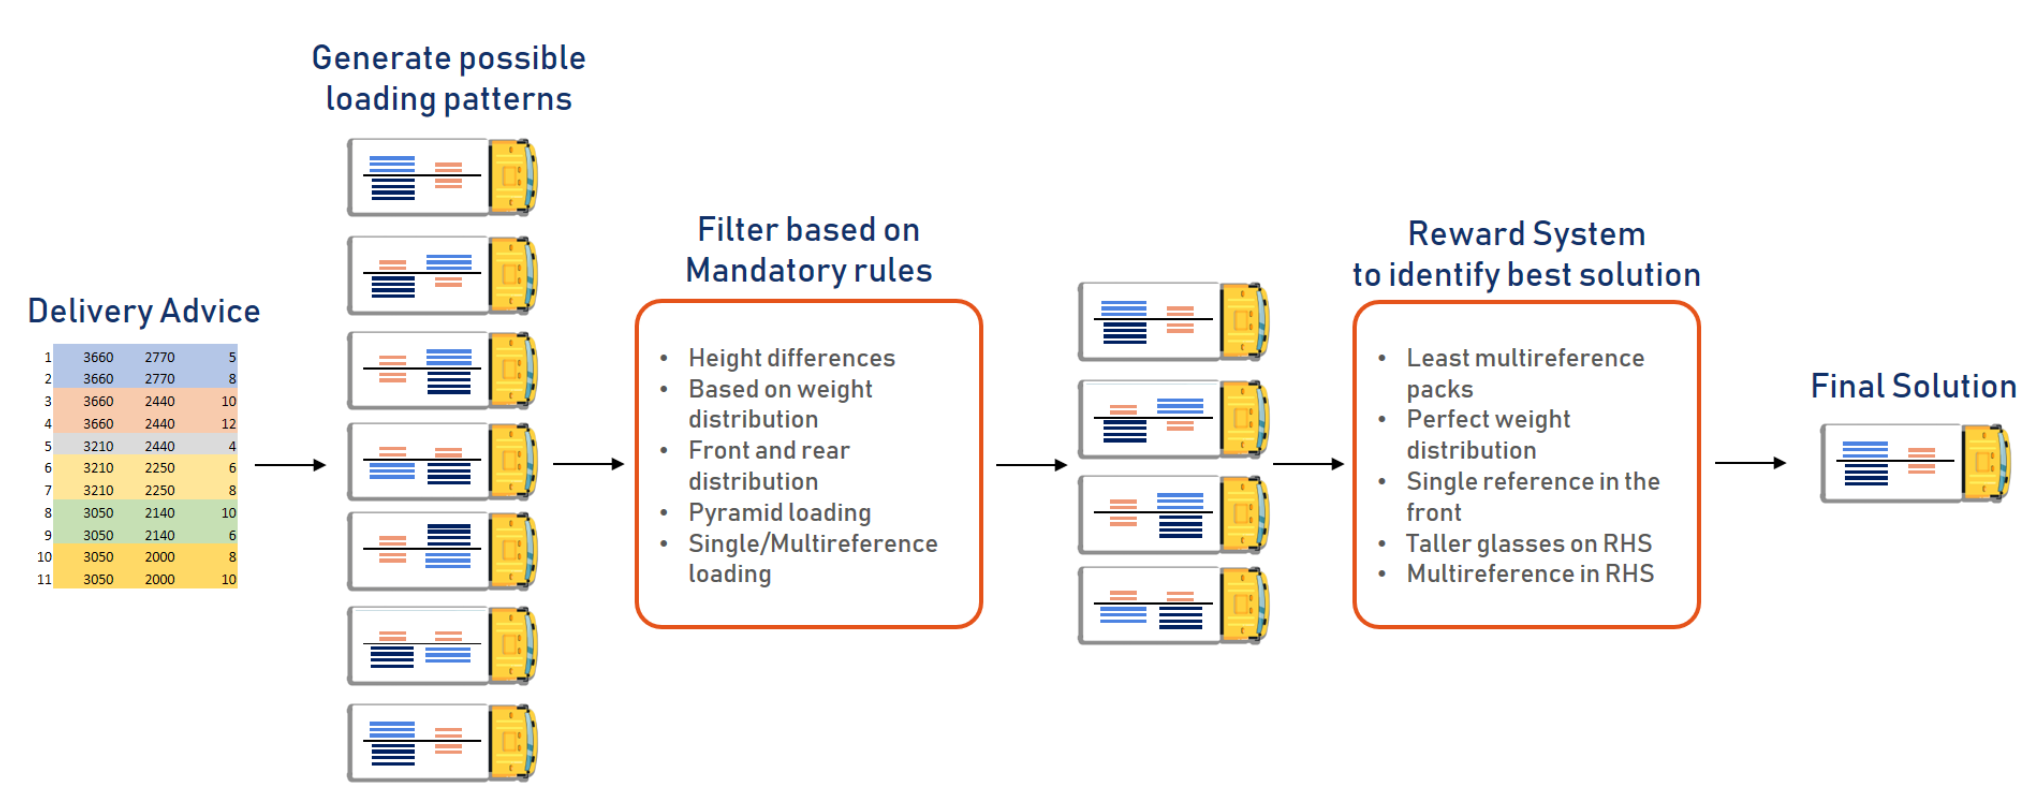 Generate possible
loading patterns
Filter based on
Mandatory rules
Reward System
to identify best solution
Delivery Advice
1 3660 2770 5
2 3660 2770 8
3 3660 2440 10
4 3660 2440 12
5 3210 2440 4
6 3210 2250 6
7 3210 2250 8
8 3050 2140 10
9 3050 2140 6
10 3050 2000 8
11 3050 2000 10
• Height differences
• Based on weight
distribution
• Front and rear
distribution
• Pyramid loading
• Single/Multireference
loading
• Least multireference
packs
• Perfect weight
distribution
• Single reference in the
front
• Taller glasses on RHS
• Multireference in RHS
Final Solution